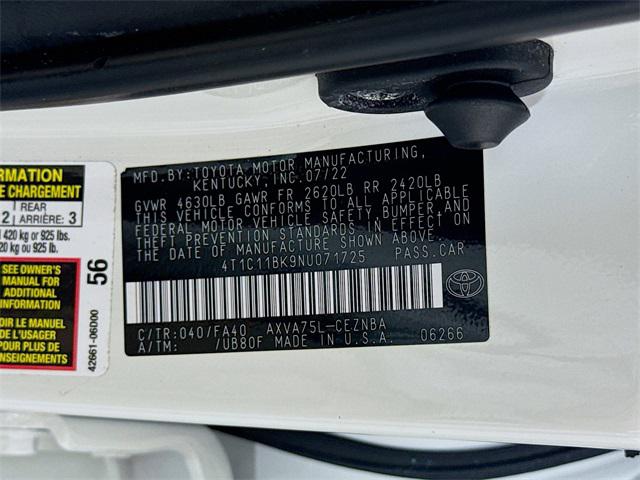 MFD.BY:TOYOTA MOTOR MANUFACTURING,
KENTUCKY, INC. 07/22
GVWR 4630LB GAWR FR 2620LB RR 2420LB
THIS VEHICLE CONFORMS TO ALL APPLICABLE
FEDERAL MOTOR VEHICLE SAFETY, BUMPER AND
THEFT PREVENTION STANDARDS IN EFFECT ON
THE DATE OF MANUFACTURE SHOWN ABOVE.
4T1C11BK9NU071725 PASS.CAR
C/TR:040/FA40 AXVA75L-CEZNBA
A/TM: /UB80F MADE IN U.S.A. 06266
TOYOTA
FORMATION
E CHARGEMENT
2 REAR ARRIÈRE: 3
420 kg or 925 lbs.
20 kg ou 925 lb.
SEE OWNER'S
MANUAL FOR
ADDITIONAL
INFORMATION
VOIR LE MANUEL
DE L'USAGER
POUR PLUS DE
RENSEIGNEMENTS
56
42661-06D00